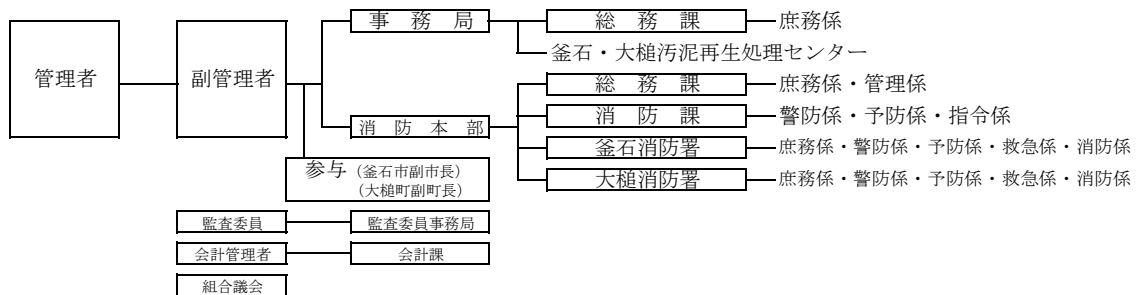 事 務 局
総 務 課
庶務係
釜石・大槌汚泥再生処理センター
管理者
副管理者
総 務 課
庶務係・管理係
消 防 課
警防係・予防係・指令係
消 防 本 部
釜石消防署
庶務係・警防係・予防係・救急係・消防係
参与（釜石市副市長）
（大槌町副町長）
大槌消防署
庶務係・警防係・予防係・救急係・消防係
監査委員
監査委員事務局
会計管理者
会計課
組合議会